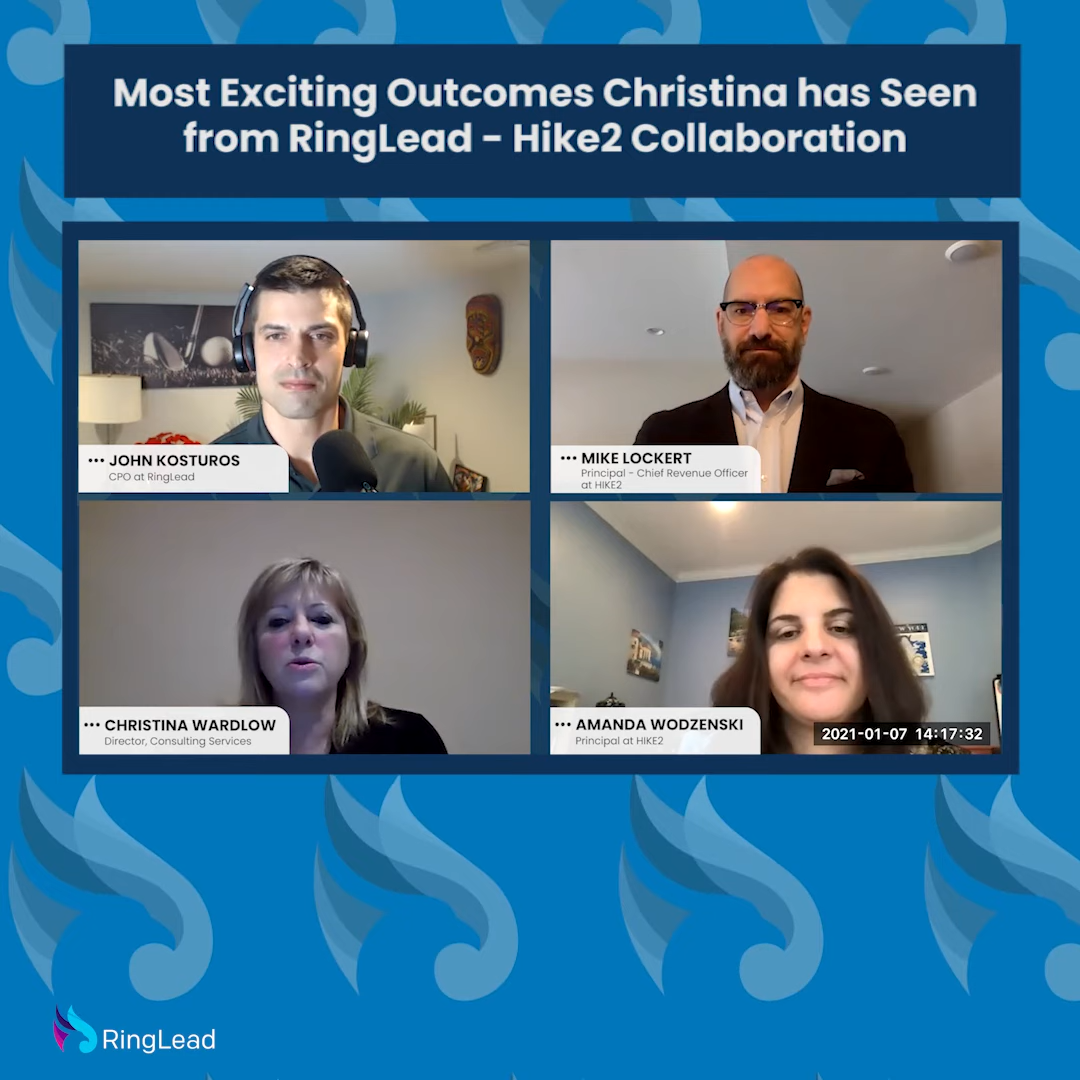 Most Exciting Outcomes Christina has Seen
from RingLead - Hike2 Collaboration
••• JOHN KOSTUROS
CPO at RingLead
••• MIKE LOCKERT
Principal - Chief Revenue Officer
at HIKE2
••• CHRISTINA WARDLOW
Director, Consulting Services
••• AMANDA WODZENSKI
Principal at HIKE2
2021-01-07 14:17:32
RingLead